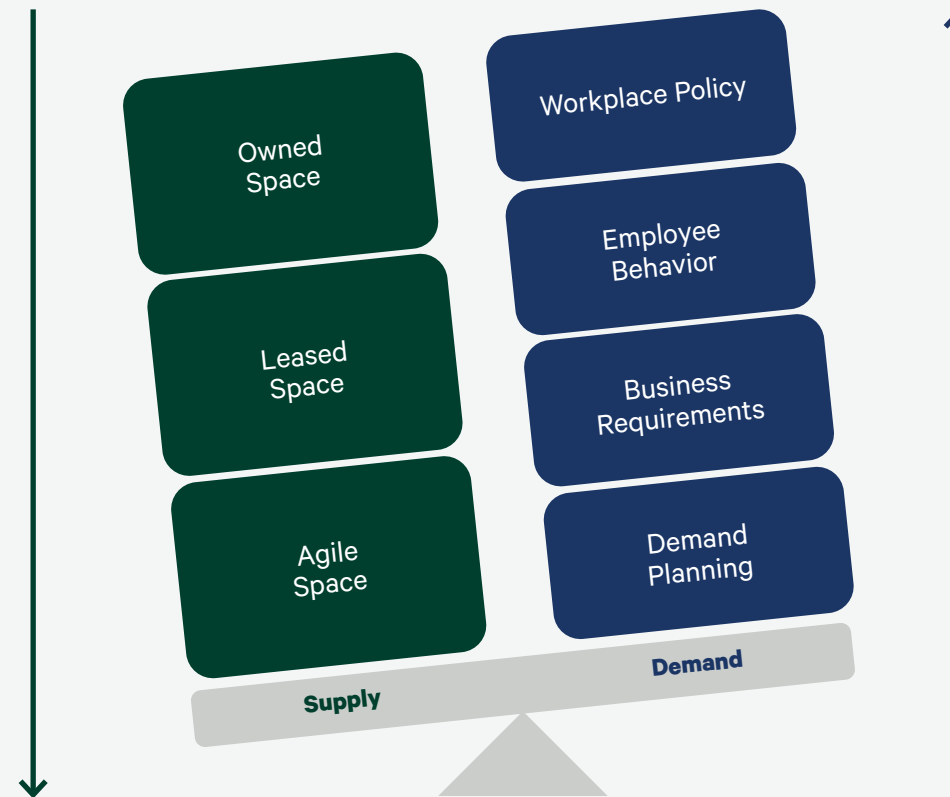 Owned
Space
Leased
Space
Agile
Space
Supply
Workplace Policy
Employee
Behavior
Business
Requirements
Demand
Planning
Demand